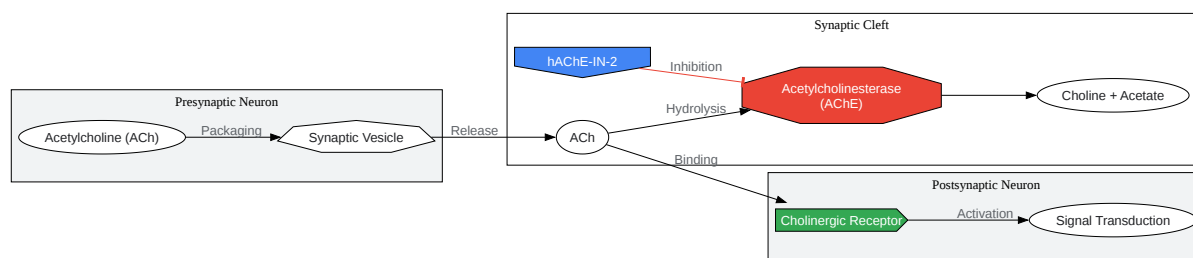 Synaptic Cleft
hAChE-IN-2
Inhibition
Acetylcholinesterase
(AChE)
Choline + Acetate
Hydrolysis
Presynaptic Neuron
Acetylcholine (ACh)
Packaging
Synaptic Vesicle
Release
ACh
Binding
Postsynaptic Neuron
Cholinergic Receptor
Activation
Signal Transduction